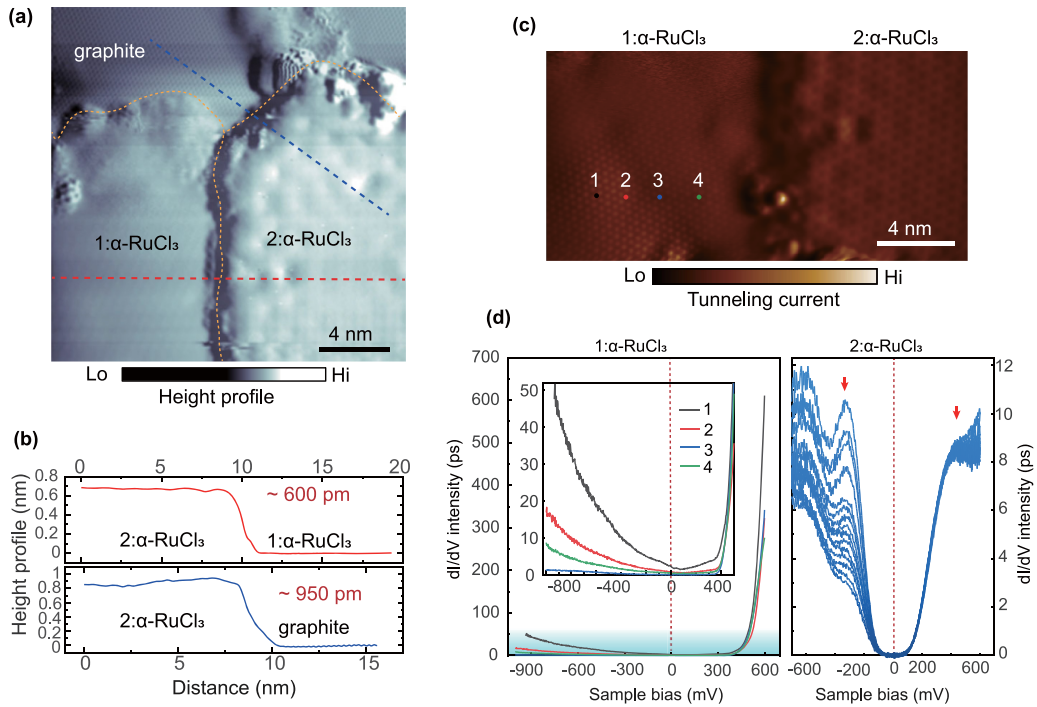 (a)
graphite
1:α-RuCl₃
2:α-RuCl₃
4 nm
Lo
Hi
Height profile
(b)
0 5 10 15 20
0.8
0.6
0.4
0.2
0
~ 600 pm
2:α-RuCl₃
1:α-RuCl₃
1
0.8
0.6
0.4
0.2
0
~ 950 pm
2:α-RuCl₃
graphite
0 5 10 15
Height profile (nm)
Distance (nm)
(c)
1:α-RuCl₃
2:α-RuCl₃
1 2 3 4
4 nm
Lo
Hi
Tunneling current
(d)
1:α-RuCl₃
700
600
500
400
300
200
100
0
dI/dV intensity (ps)
50
40
30
20
10
0
1
2
3
4
-800 -400 0 400
-900 -600 -300 0 300 600
Sample bias (mV)
2:α-RuCl₃
12
10
8
6
4
2
0
dI/dV intensity (ps)
-600 -200 0 200 600
Sample bias (mV)